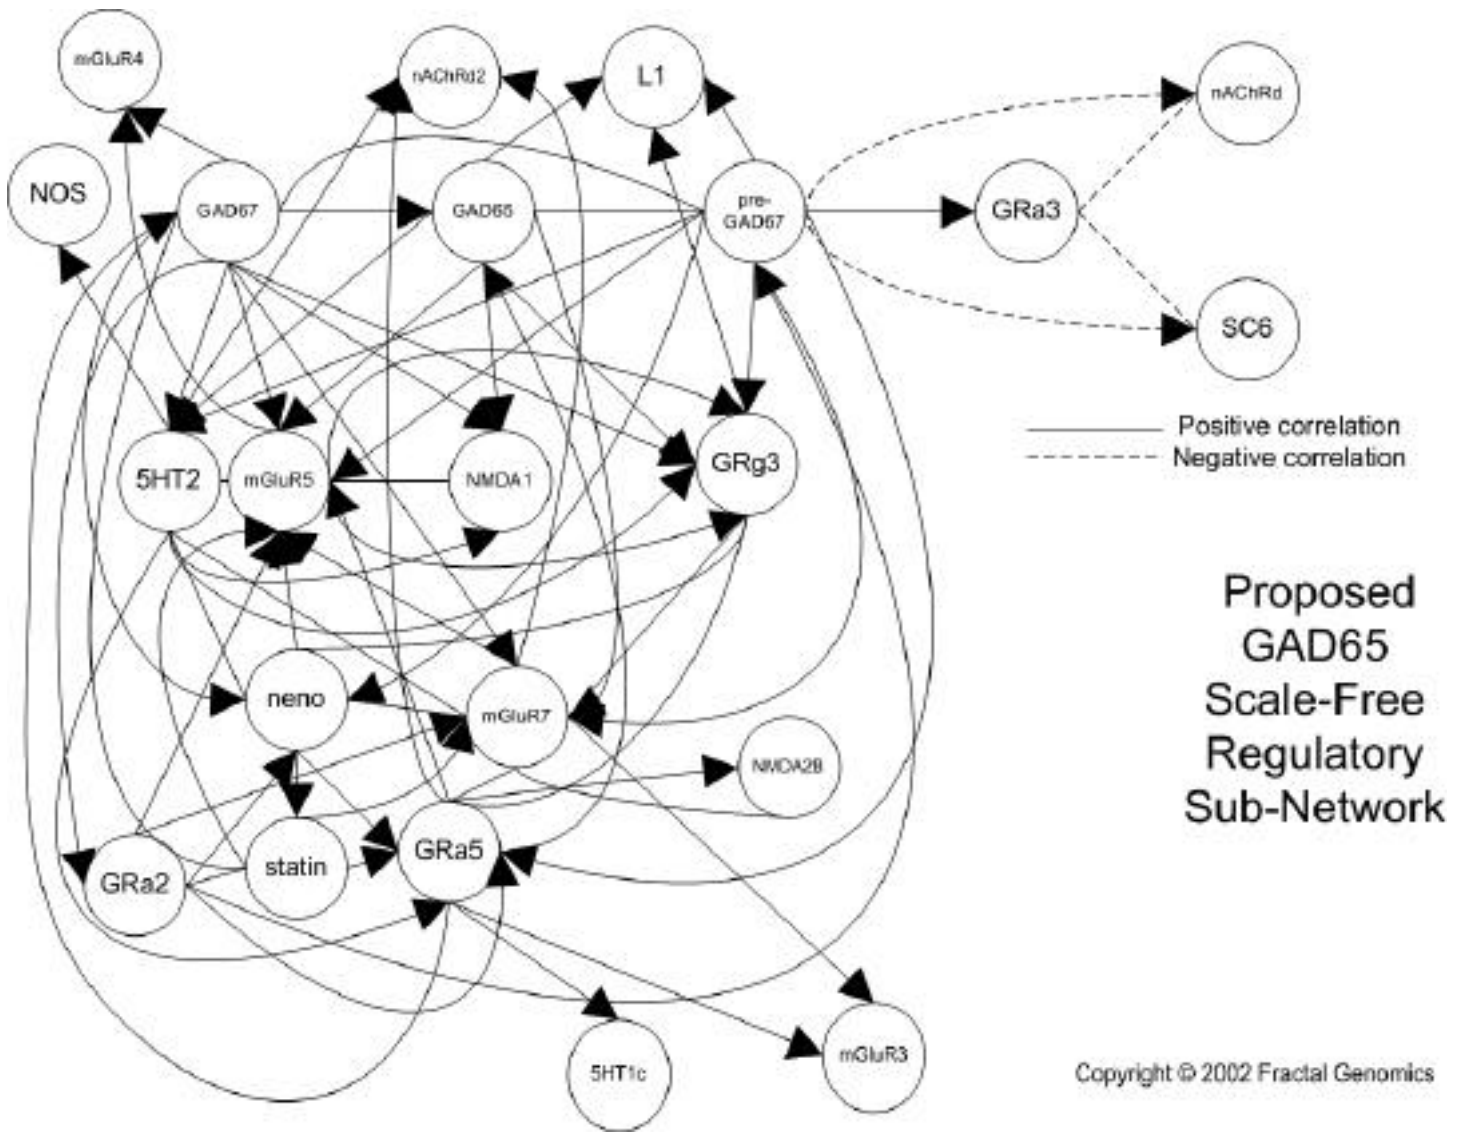 mGluR4
nAChRd2
L1
nAChRd
NOS
GAD67
GAD65
pre-
GAD67
GRa3
SC6
Positive correlation
Negative correlation
5HT2
mGluR5
NMDA1
GRg3
Proposed
GAD65
Scale-Free
Regulatory
Sub-Network
neno
mGluR7
NMDA2B
GRa2
statin
GRa5
5HT1c
mGluR3
Copyright © 2002 Fractal Genomics